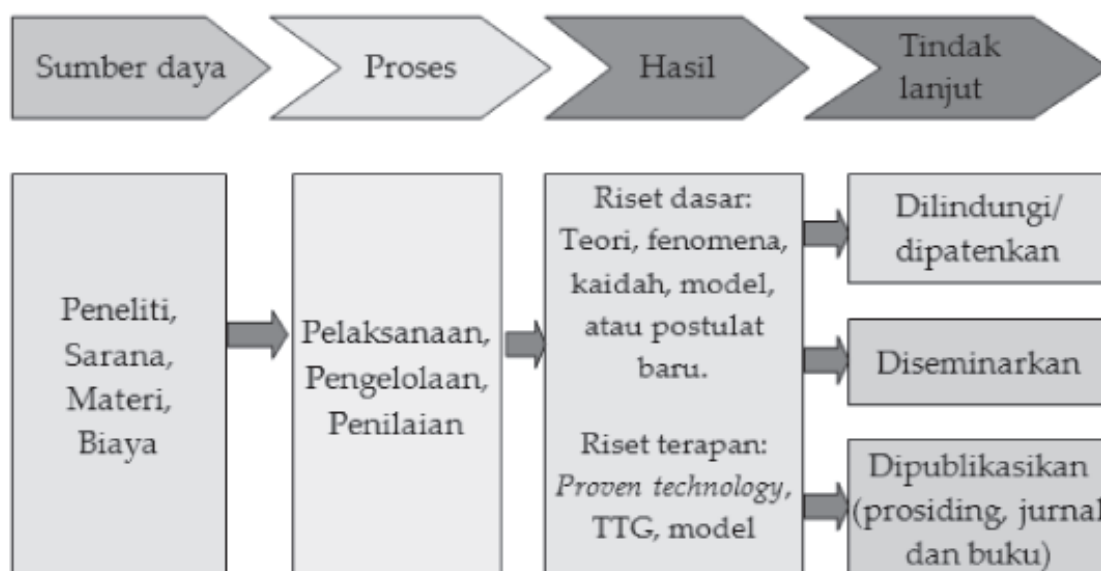 Sumber daya
Proses
Hasil
Tindak
lanjut
Peneliti,
Sarana,
Materi,
Biaya
Pelaksanaan,
Pengelolaan,
Penilaian
Riset dasar:
Teori, fenomena,
kaidah, model,
atau postulat
baru.
Riset terapan:
Proven technology,
TTG, model
Dilindungi/
dipatenkan
Diseminarkan
Dipublikasikan
(prosiding, jurnal
dan buku)